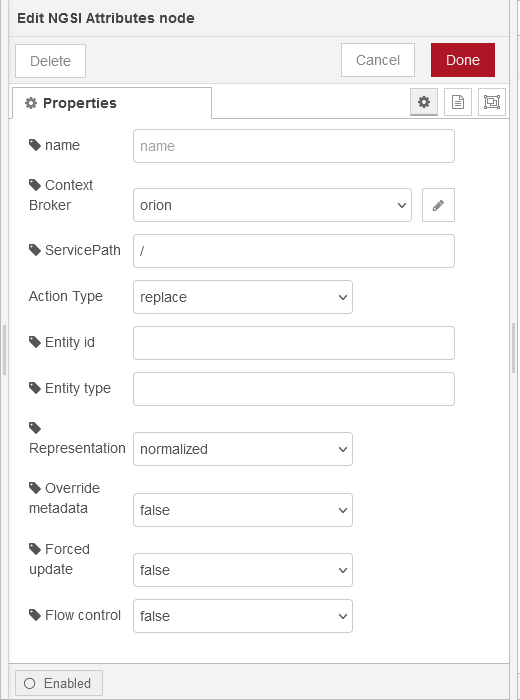 Edit NGSI Attributes node
Delete
Cancel
Done
Properties
name
name
Context
Broker
orion
ServicePath
/
Action Type
replace
Entity id
Entity type
Representation
normalized
Override
metadata
false
Forced
update
false
Flow control
false
Enabled